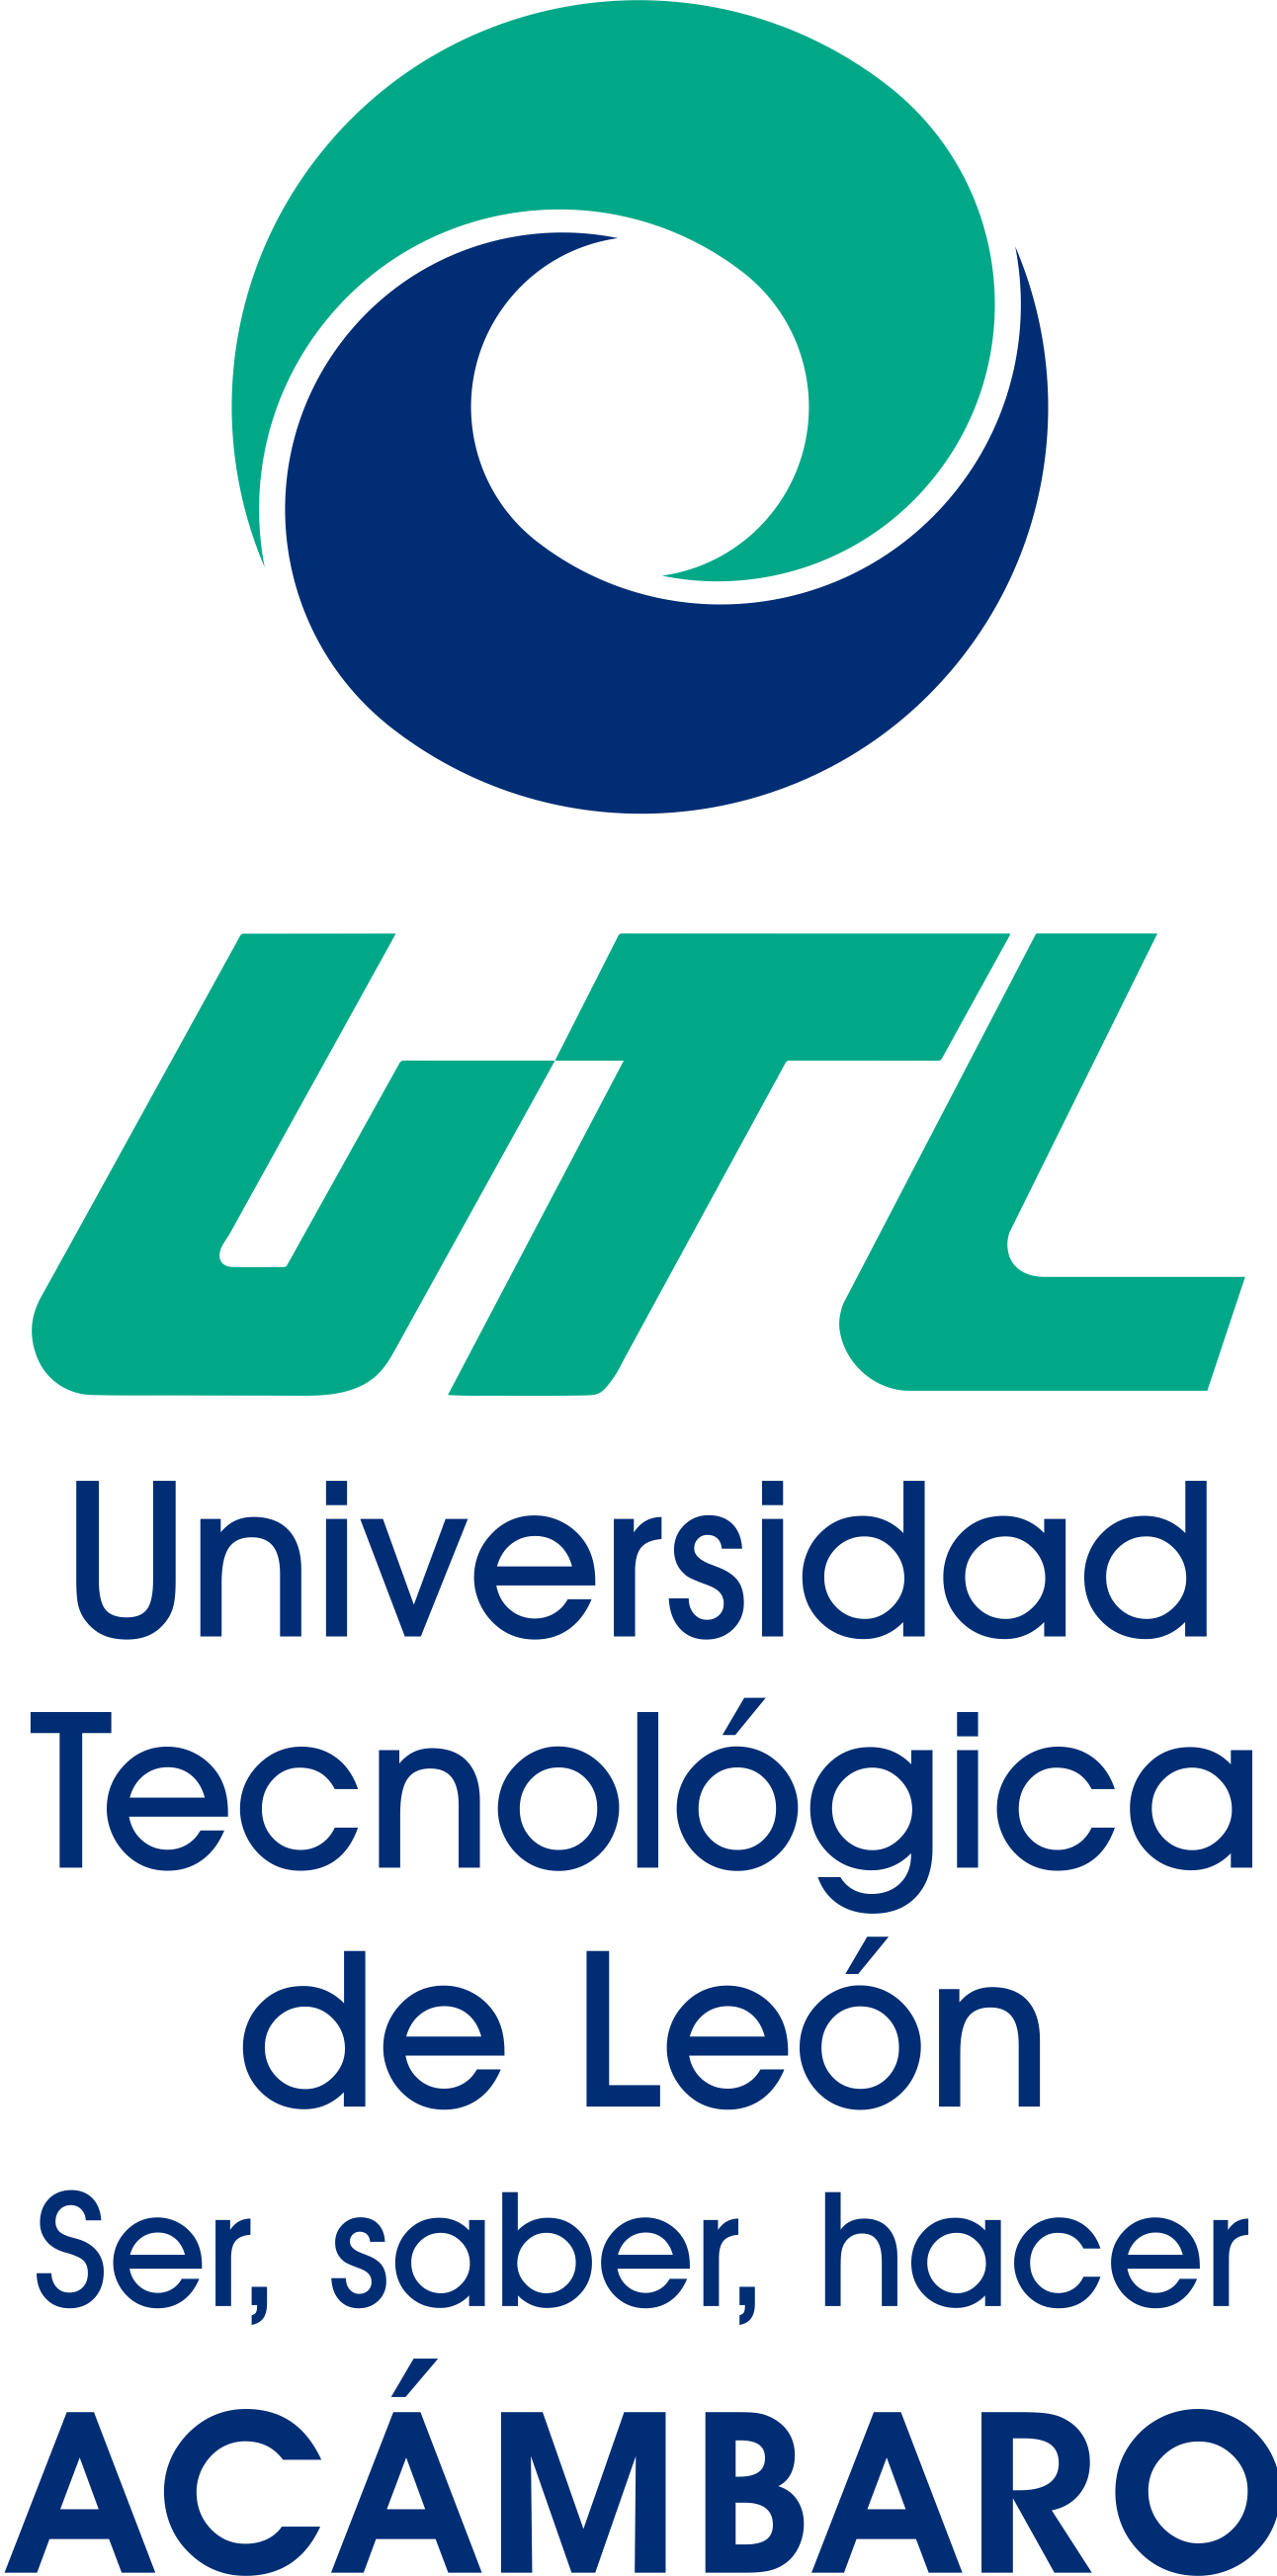 UTL
Universidad
Tecnológica
de León
Ser, saber, hacer
ACÁMBARO